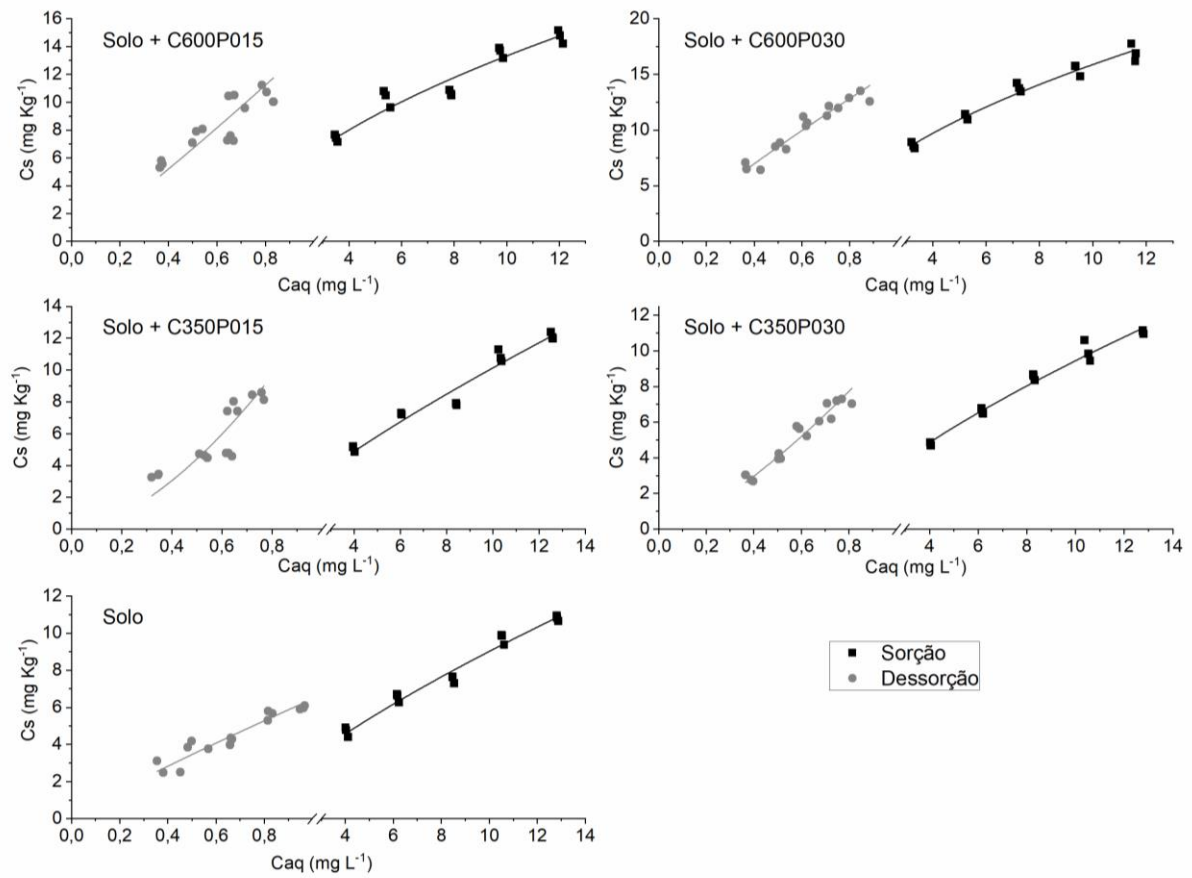 Solo + C600P015
Cs (mg Kg⁻¹)
16
14
12
10
8
6
4
2
0
0,0 0,2 0,4 0,6 0,8 4 6 8 10 12
Caq (mg L⁻¹)
Solo + C600P030
Cs (mg Kg⁻¹)
20
15
10
5
0
0,0 0,2 0,4 0,6 0,8 4 6 8 10 12
Caq (mg L⁻¹)
Solo + C350P015
Cs (mg Kg⁻¹)
14
12
10
8
6
4
2
0
0,0 0,2 0,4 0,6 0,8 4 6 8 10 12 14
Caq (mg L⁻¹)
Solo + C350P030
Cs (mg Kg⁻¹)
12
10
8
6
4
2
0
0,0 0,2 0,4 0,6 0,8 4 6 8 10 12 14
Caq (mg L⁻¹)
Solo
Cs (mg Kg⁻¹)
12
10
8
6
4
2
0
0,0 0,2 0,4 0,6 0,8 4 6 8 10 12 14
Caq (mg L⁻¹)
Sorção
Dessorção